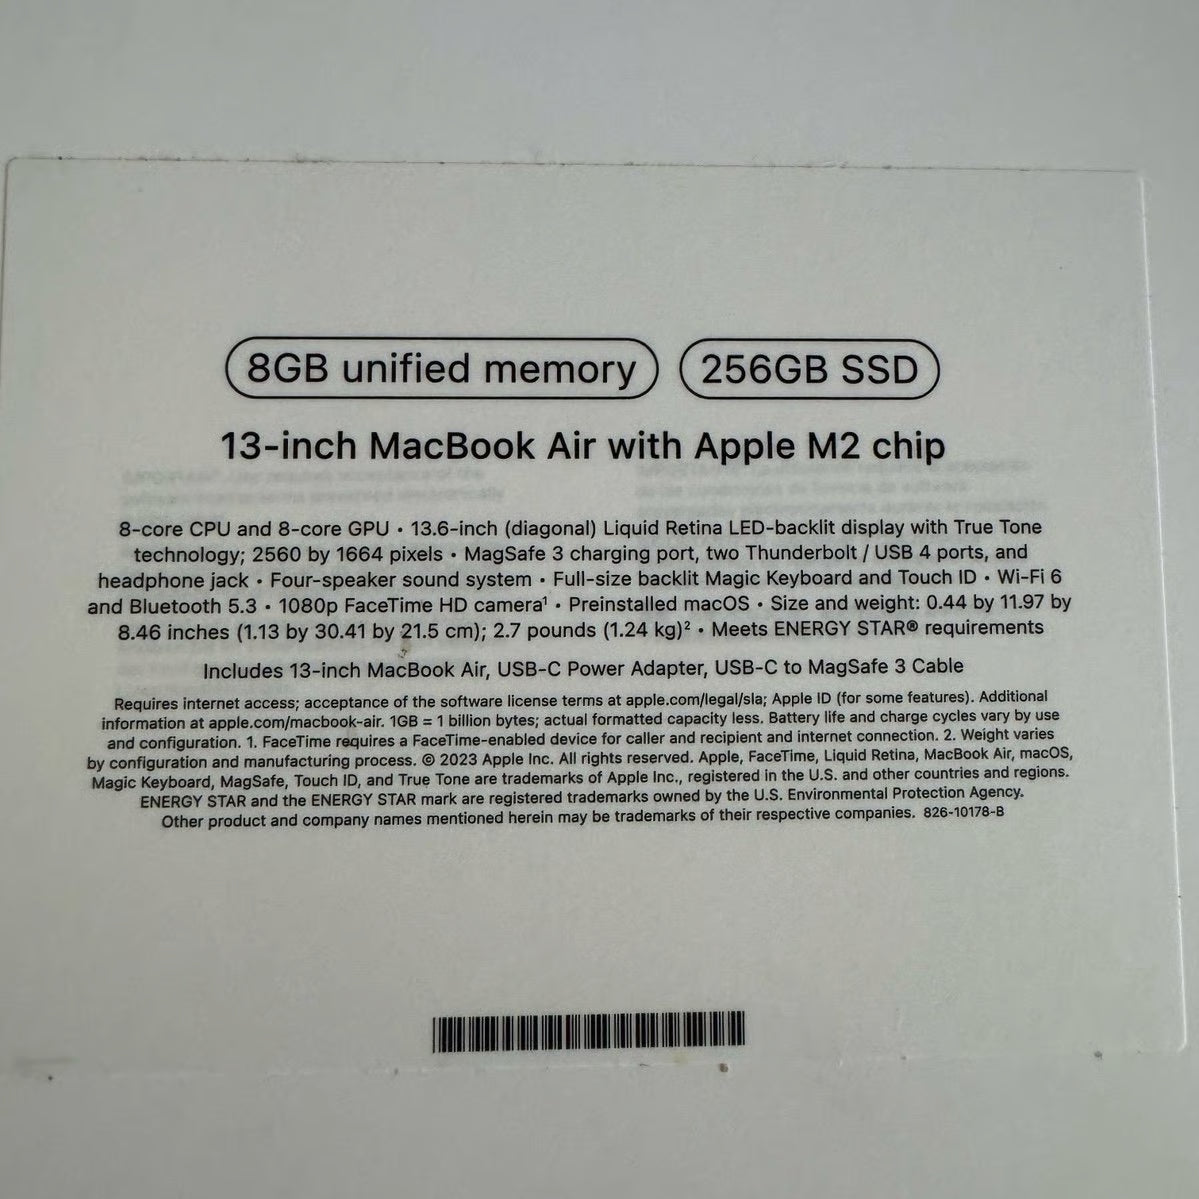 8GB unified memory 256GB SSD
13-inch MacBook Air with Apple M2 chip
8-core CPU and 8-core GPU • 13.6-inch (diagonal) Liquid Retina LED-backlit display with True Tone
technology; 2560 by 1664 pixels • MagSafe 3 charging port, two Thunderbolt / USB 4 ports, and
headphone jack • Four-speaker sound system • Full-size backlit Magic Keyboard and Touch ID • Wi-Fi 6
and Bluetooth 5.3 • 1080p FaceTime HD camera¹ • Preinstalled macOS • Size and weight: 0.44 by 11.97 by
8.46 inches (1.13 by 30.41 by 21.5 cm); 2.7 pounds (1.24 kg)² • Meets ENERGY STAR® requirements
Includes 13-inch MacBook Air, USB-C Power Adapter, USB-C to MagSafe 3 Cable
Requires internet access; acceptance of the software license terms at apple.com/legal/sla; Apple ID (for some features). Additional
information at apple.com/macbook-air. 1GB = 1 billion bytes; actual formatted capacity less. Battery life and charge cycles vary by use
and configuration. 1. FaceTime requires a FaceTime-enabled device for caller and recipient and internet connection. 2. Weight varies
by configuration and manufacturing process. © 2023 Apple Inc. All rights reserved. Apple, FaceTime, Liquid Retina, MacBook Air, macOS,
Magic Keyboard, MagSafe, Touch ID, and True Tone are trademarks of Apple Inc., registered in the U.S. and other countries and regions.
ENERGY STAR and the ENERGY STAR mark are registered trademarks owned by the U.S. Environmental Protection Agency.
Other product and company names mentioned herein may be trademarks of their respective companies. 826-10178-B